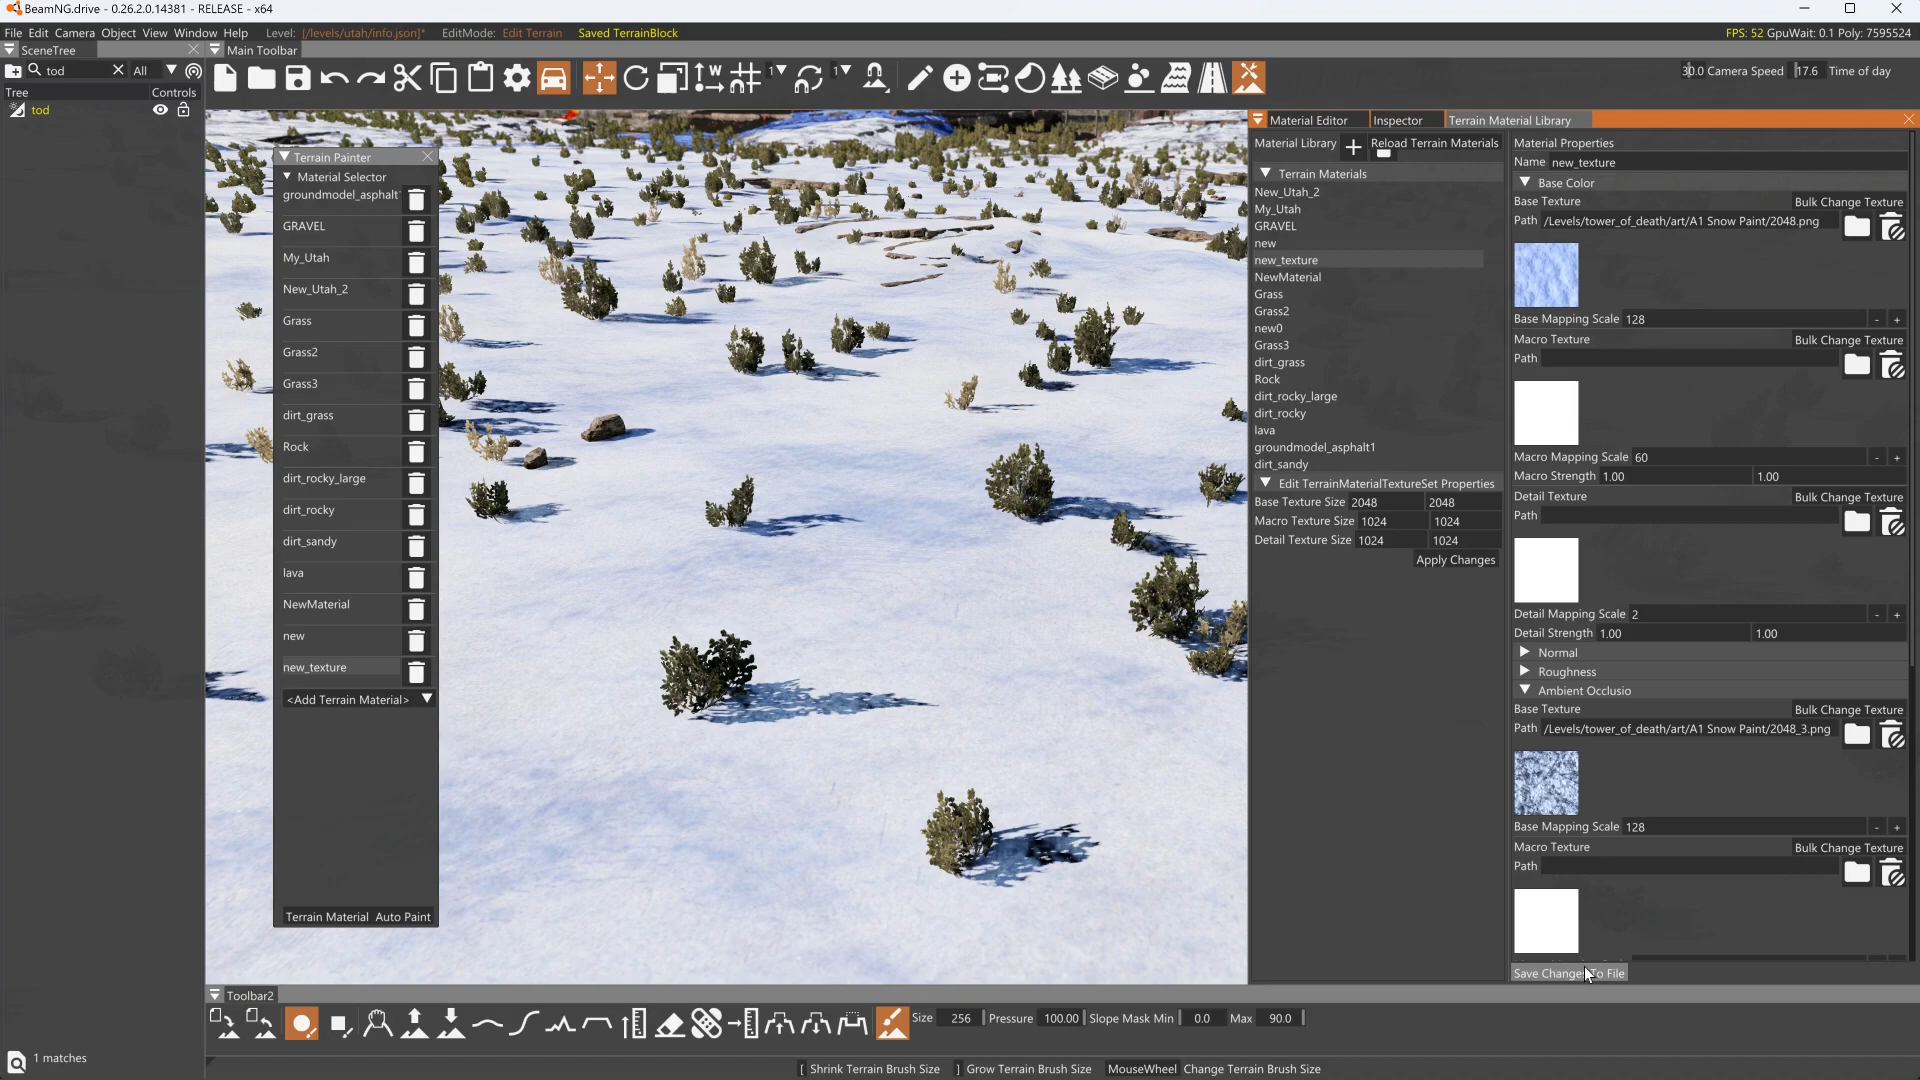 BeamNG.drive - 0.26.2.0.14381 - RELEASE - x64
File Edit Camera Object View Window Help Level: [/levels/utah/info.json]* EditMode: Edit Terrain Saved TerrainBlock FPS: 52 GpuWait: 0.1 Poly: 7595524
SceneTree
Main Toolbar
tod All
1 1
30.0 Camera Speed 17.6 Time of day
Tree Controls
tod
Terrain Painter
Material Selector
groundmodel_asphalt
GRAVEL
My_Utah
New_Utah_2
Grass
Grass2
Grass3
dirt_grass
Rock
dirt_rocky_large
dirt_rocky
dirt_sandy
lava
NewMaterial
new
new_texture
<Add Terrain Material>
Terrain Material Auto Paint
Material Editor Inspector Terrain Material Library
Material Library Reload Terrain Materials
Terrain Materials
New_Utah_2
My_Utah
GRAVEL
new
new_texture
NewMaterial
Grass
Grass2
new0
Grass3
dirt_grass
Rock
dirt_rocky_large
dirt_rocky
lava
groundmodel_asphalt1
dirt_sandy
Edit TerrainMaterialTextureSet Properties
Base Texture Size 2048 2048
Macro Texture Size 1024 1024
Detail Texture Size 1024 1024
Apply Changes
Material Properties
Name new_texture
Base Color
Base Texture Bulk Change Texture
Path /Levels/tower_of_death/art/A1 Snow Paint/2048.png
Base Mapping Scale 128 - +
Macro Texture Bulk Change Texture
Path
Macro Mapping Scale 60 - +
Macro Strength 1.00 1.00
Detail Texture Bulk Change Texture
Path
Detail Mapping Scale 2 - +
Detail Strength 1.00 1.00
Normal
Roughness
Ambient Occlusio
Base Texture Bulk Change Texture
Path /Levels/tower_of_death/art/A1 Snow Paint/2048_3.png
Base Mapping Scale 128 - +
Macro Texture Bulk Change Texture
Path
Save Changes To File
Toolbar2
Size 256 Pressure 100.00 Slope Mask Min 0.0 Max 90.0
1 matches
[ Shrink Terrain Brush Size ] Grow Terrain Brush Size MouseWheel Change Terrain Brush Size